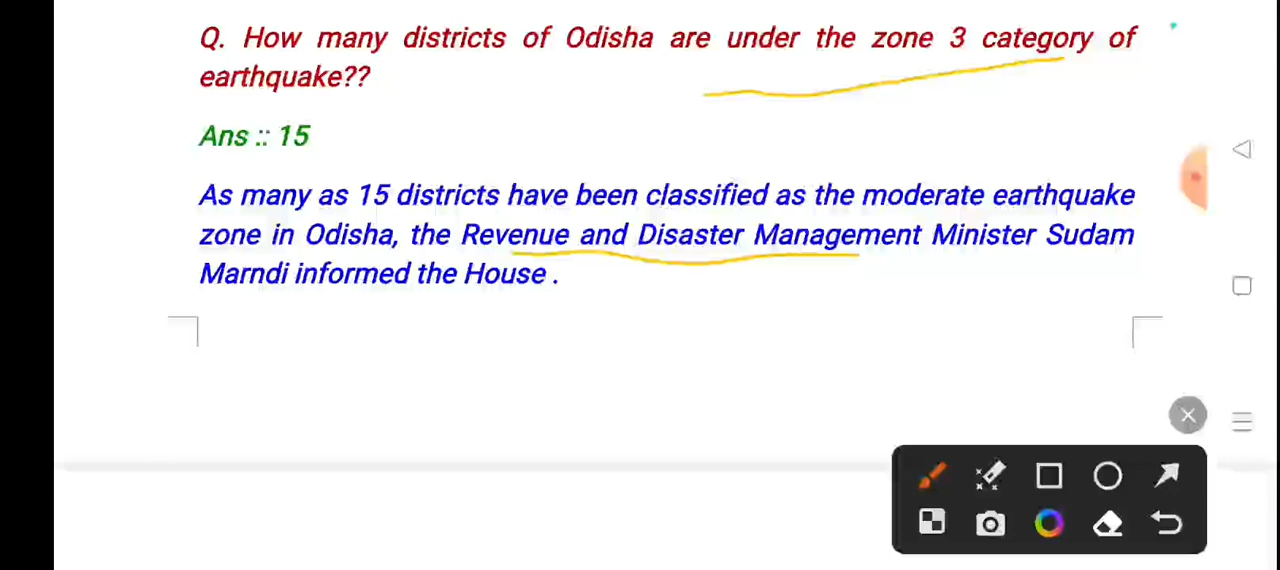 Q. How many districts of Odisha are under the zone 3 category of
earthquake??
Ans :: 15
As many as 15 districts have been classified as the moderate earthquake
zone in Odisha, the Revenue and Disaster Management Minister Sudam
Marndi informed the House .